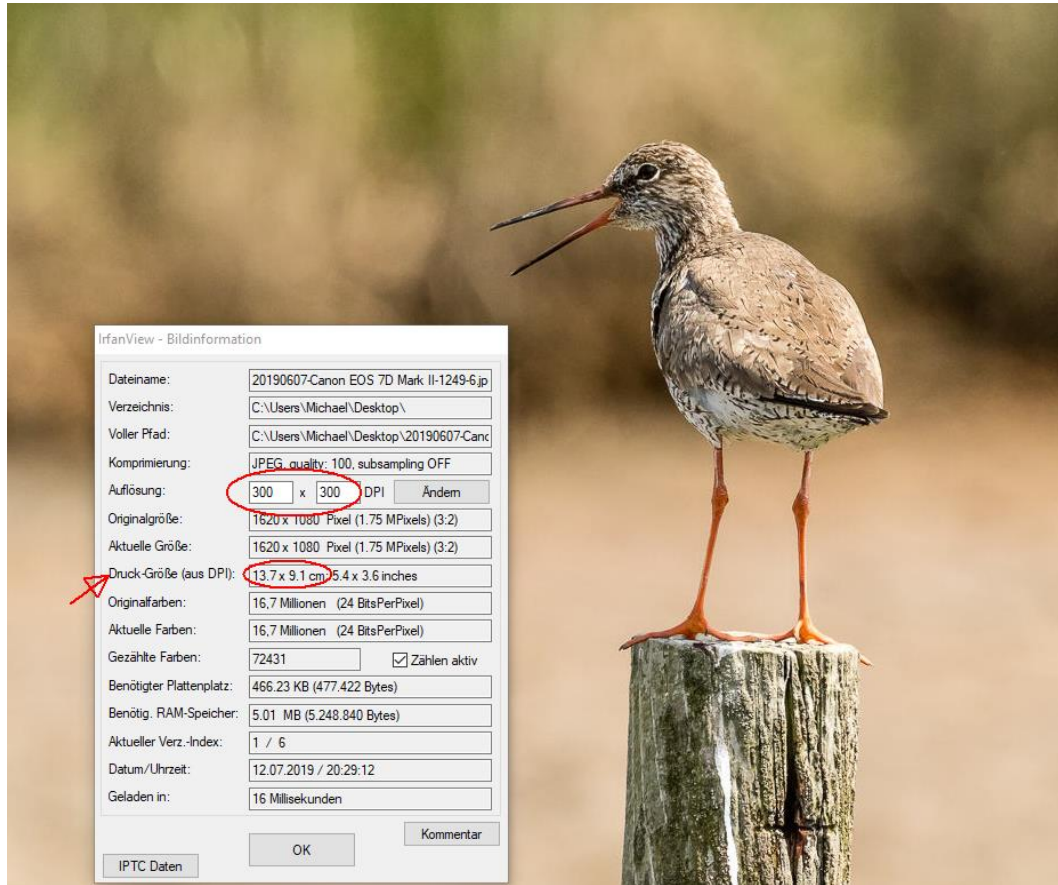 IrfanView - Bildinformation
Dateiname: 20190607-Canon EOS 7D Mark II-1249-6.jp
Verzeichnis: C:\Users\Michael\Desktop\
Voller Pfad: C:\Users\Michael\Desktop\20190607-Canc
Komprimierung: JPEG, quality: 100, subsampling OFF
Auflösung: 300 x 300 DPI Ändern
Originalgröße: 1620 x 1080 Pixel (1.75 MPixels) (3:2)
Aktuelle Größe: 1620 x 1080 Pixel (1.75 MPixels) (3:2)
Druck-Größe (aus DPI): 13.7 x 9.1 cm; 5.4 x 3.6 inches
Originalfarben: 16,7 Millionen (24 BitsPerPixel)
Aktuelle Farben: 16,7 Millionen (24 BitsPerPixel)
Gezählte Farben: 72431 Zählen aktiv
Benötigter Plattenplatz: 466.23 KB (477.422 Bytes)
Benötig. RAM-Speicher: 5.01 MB (5.248.840 Bytes)
Aktueller Verz.-Index: 1 / 6
Datum/Uhrzeit: 12.07.2019 / 20:29:12
Geladen in: 16 Millisekunden
Kommentar
OK
IPTC Daten